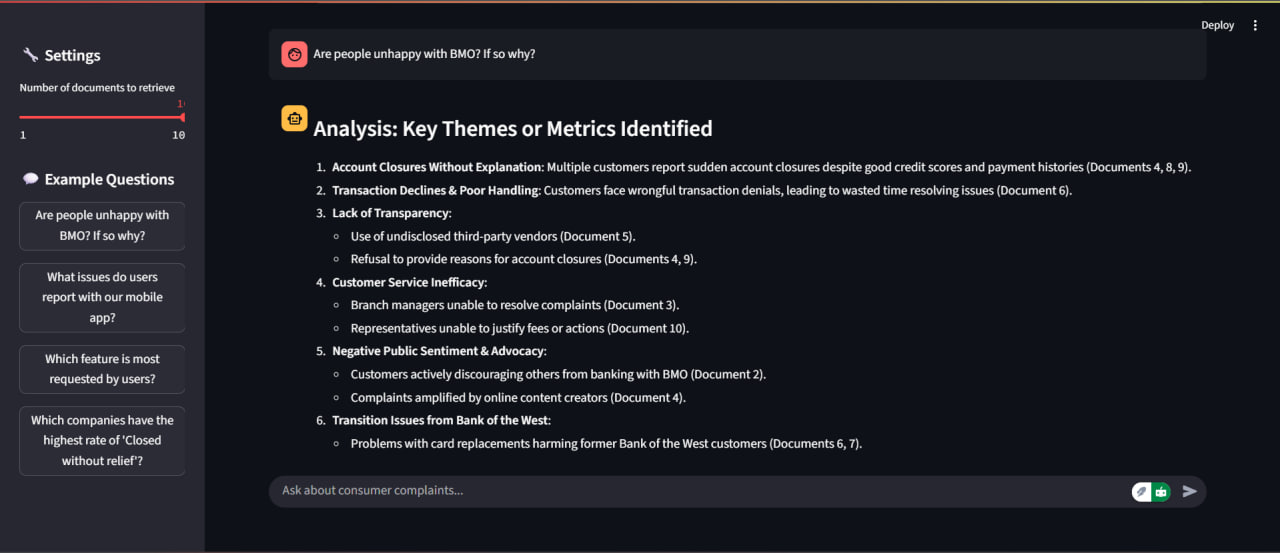 Deploy
Settings
Number of documents to retrieve
1 10
Example Questions
Are people unhappy with
BMO? If so why?
What issues do users
report with our mobile
app?
Which feature is most
requested by users?
Which companies have the
highest rate of 'Closed
without relief'?
Are people unhappy with BMO? If so why?
Analysis: Key Themes or Metrics Identified
1. Account Closures Without Explanation: Multiple customers report sudden account closures despite good credit scores and payment histories (Documents 4, 8, 9).
2. Transaction Declines & Poor Handling: Customers face wrongful transaction denials, leading to wasted time resolving issues (Document 6).
3. Lack of Transparency:
Use of undisclosed third-party vendors (Document 5).
Refusal to provide reasons for account closures (Documents 4, 9).
4. Customer Service Inefficacy:
Branch managers unable to resolve complaints (Document 3).
Representatives unable to justify fees or actions (Document 10).
5. Negative Public Sentiment & Advocacy:
Customers actively discouraging others from banking with BMO (Document 2).
Complaints amplified by online content creators (Document 4).
6. Transition Issues from Bank of the West:
Problems with card replacements harming former Bank of the West customers (Documents 6, 7).
Ask about consumer complaints...